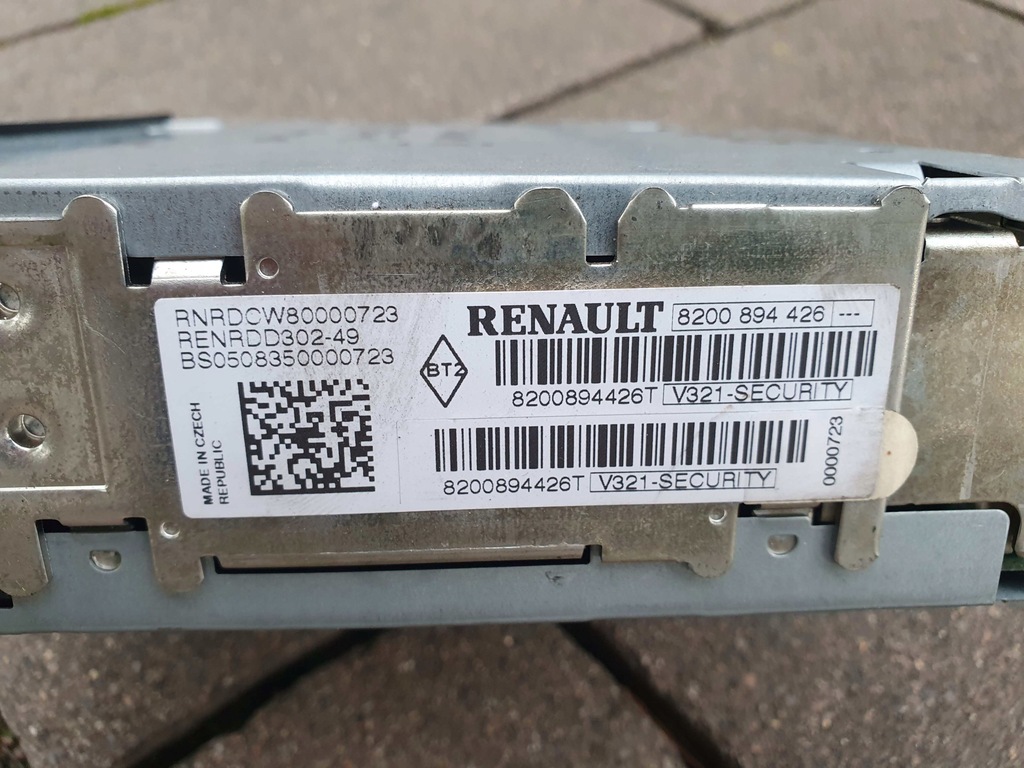 RNRDCW80000723
RENRDD302-49
BS0508350000723
MADE IN CZECH
REPUBLIC
BT2
RENAULT 8200 894 426 ---
8200894426T V321-SECURITY
8200894426T V321-SECURITY
0000723